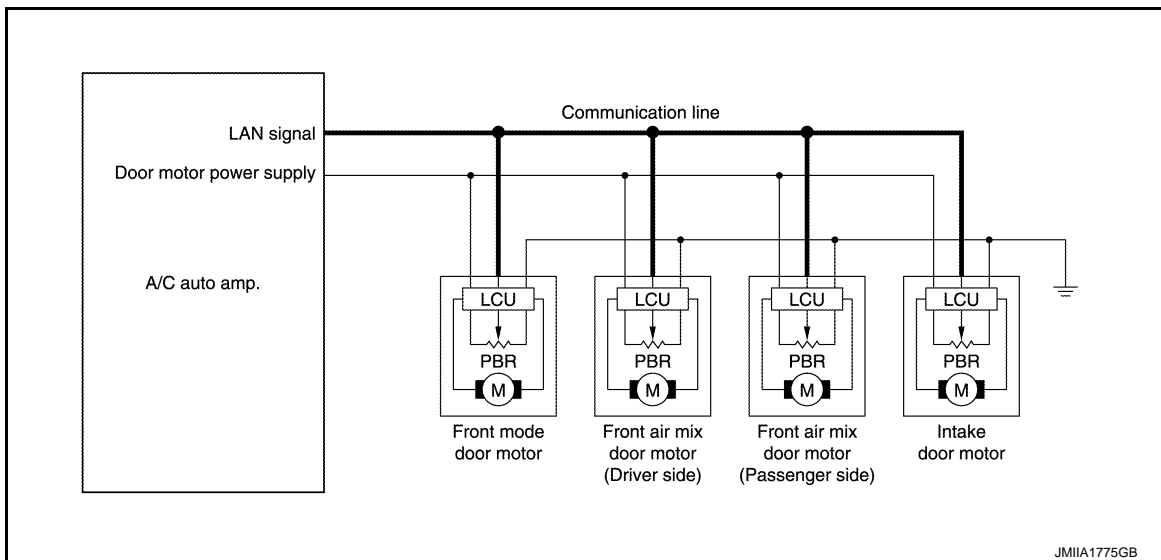 Communication line
LAN signal
Door motor power supply
A/C auto amp.
LCU
PBR
M
Front mode
door motor
LCU
PBR
M
Front air mix
door motor
(Driver side)
LCU
PBR
M
Front air mix
door motor
(Passenger side)
LCU
PBR
M
Intake
door motor
JMIIA1775GB